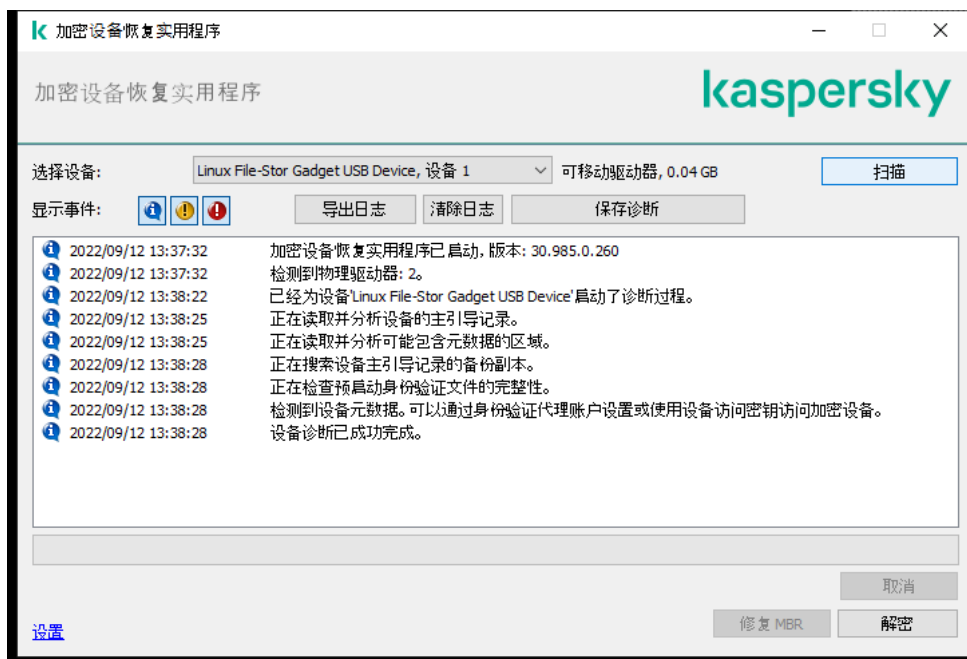 加密设备恢复实用程序
加密设备恢复实用程序
kaspersky
选择设备: Linux File-Stor Gadget USB Device, 设备 1 可移动驱动器, 0.04 GB 扫描
显示事件: 导出日志 清除日志 保存诊断
2022/09/12 13:37:32 加密设备恢复实用程序已启动, 版本: 30.985.0.260
2022/09/12 13:37:32 检测到物理驱动器: 2。
2022/09/12 13:38:22 已经为设备'Linux File-Stor Gadget USB Device'启动了诊断过程。
2022/09/12 13:38:25 正在读取并分析设备的主引导记录。
2022/09/12 13:38:25 正在读取并分析可能包含元数据的区域。
2022/09/12 13:38:28 正在搜索设备主引导记录的备份副本。
2022/09/12 13:38:28 正在检查预启动身份验证文件的完整性。
2022/09/12 13:38:28 检测到设备元数据。可以通过身份验证代理账户设置或使用设备访问密钥访问加密设备。
2022/09/12 13:38:28 设备诊断已成功完成。
取消
设置 修复 MBR 解密